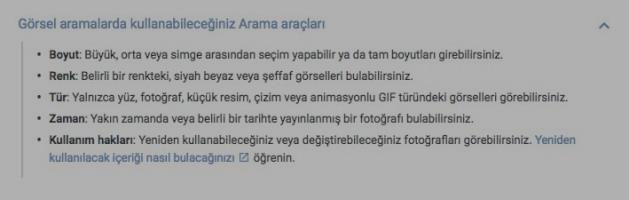 Görsel aramalarda kullanabileceğiniz Arama araçları
• Boyut: Büyük, orta veya simge arasından seçim yapabilir ya da tam boyutları girebilirsiniz.
• Renk: Belirli bir renkteki, siyah beyaz veya şeffaf görselleri bulabilirsiniz.
• Tür: Yalnızca yüz, fotoğraf, küçük resim, çizim veya animasyonlu GIF türündeki görselleri görebilirsiniz.
• Zaman: Yakın zamanda veya belirli bir tarihte yayınlanmış bir fotoğrafı bulabilirsiniz.
• Kullanım hakları: Yeniden kullanabileceğiniz veya değiştirebileceğiniz fotoğrafları görebilirsiniz. Yeniden
kullanılacak içeriği nasıl bulacağınızı öğrenin.